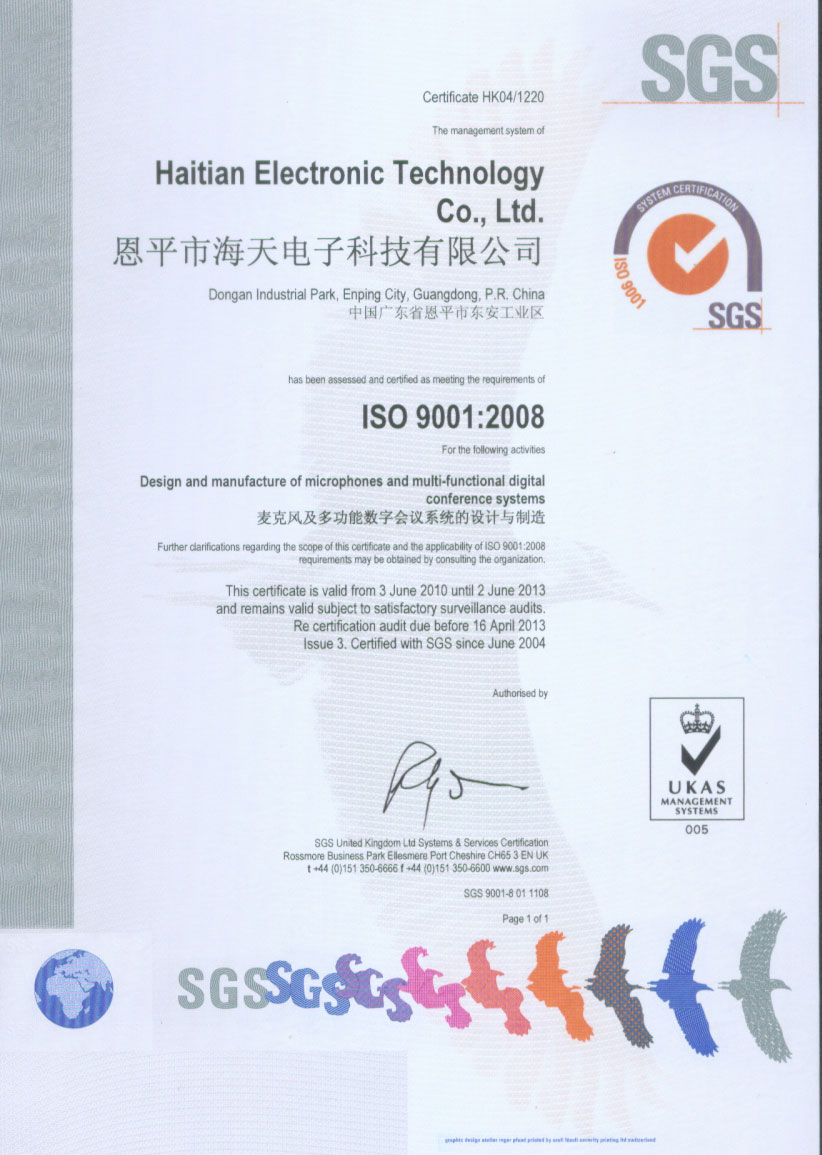 SGS
Certificate HK04/1220
The management system of
Haitian Electronic Technology
Co., Ltd.
恩平市海天电子科技有限公司
Dongan Industrial Park, Enping City, Guangdong, P.R. China
中国广东省恩平市东安工业区
SYSTEM CERTIFICATION
ISO 9001
SGS
has been assessed and certified as meeting the requirements of
ISO 9001:2008
For the following activities
Design and manufacture of microphones and multi-functional digital
conference systems
麦克风及多功能数字会议系统的设计与制造
Further clarifications regarding the scope of this certificate and the applicability of ISO 9001:2008
requirements may be obtained by consulting the organization.
This certificate is valid from 3 June 2010 until 2 June 2013
and remains valid subject to satisfactory surveillance audits.
Re certification audit due before 16 April 2013
Issue 3. Certified with SGS since June 2004
Authorised by
UKAS
MANAGEMENT
SYSTEMS
005
SGS United Kingdom Ltd Systems & Services Certification
Rossmore Business Park Ellesmere Port Cheshire CH65 3 EN UK
t +44 (0)151 350-6666 f +44 (0)151 350-6600 www.sgs.com
SGS 9001-8 01 1108
Page 1 of 1
SGS SGS SGS